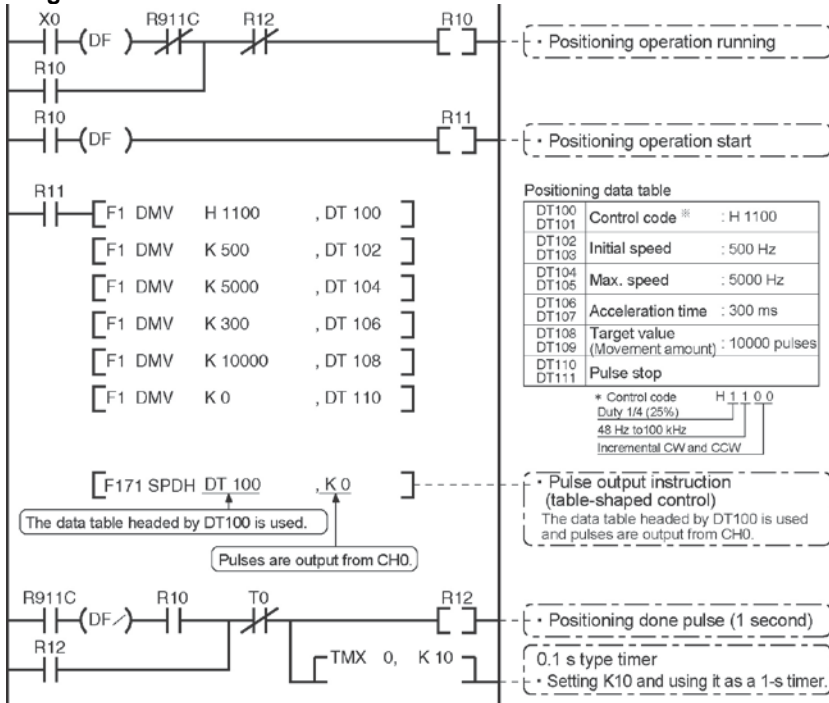 X0 R911C R12 R10
(DF )
· Positioning operation running
R10
R10 R11
(DF )
· Positioning operation start
R11
F1 DMV H 1100 , DT 100
F1 DMV K 500 , DT 102
F1 DMV K 5000 , DT 104
F1 DMV K 300 , DT 106
F1 DMV K 10000 , DT 108
F1 DMV K 0 , DT 110
Positioning data table
DT100
DT101 Control code ※ : H 1100
DT102
DT103 Initial speed : 500 Hz
DT104
DT105 Max. speed : 5000 Hz
DT106
DT107 Acceleration time : 300 ms
DT108
DT109 Target value
(Movement amount) : 10000 pulses
DT110
DT111 Pulse stop
* Control code H 1 1 0 0
Duty 1/4 (25%)
48 Hz to100 kHz
Incremental CW and CCW
F171 SPDH DT 100 , K 0
The data table headed by DT100 is used.
Pulses are output from CH0.
· Pulse output instruction
(table-shaped control)
The data table headed by DT100 is used
and pulses are output from CH0.
R911C R10 T0 R12
(DF/)
· Positioning done pulse (1 second)
R12
TMX 0, K 10
0.1 s type timer
· Setting K10 and using it as a 1-s timer.